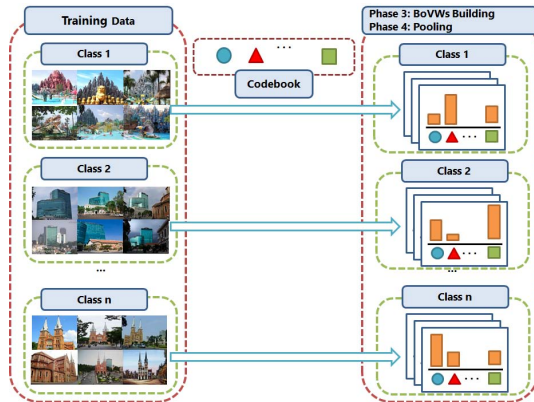 Training Data
Class 1
Class 2
...
Class n
...
Codebook
Phase 3: BoVWs Building
Phase 4: Pooling
Class 1
...
Class 2
...
...
Class n
...